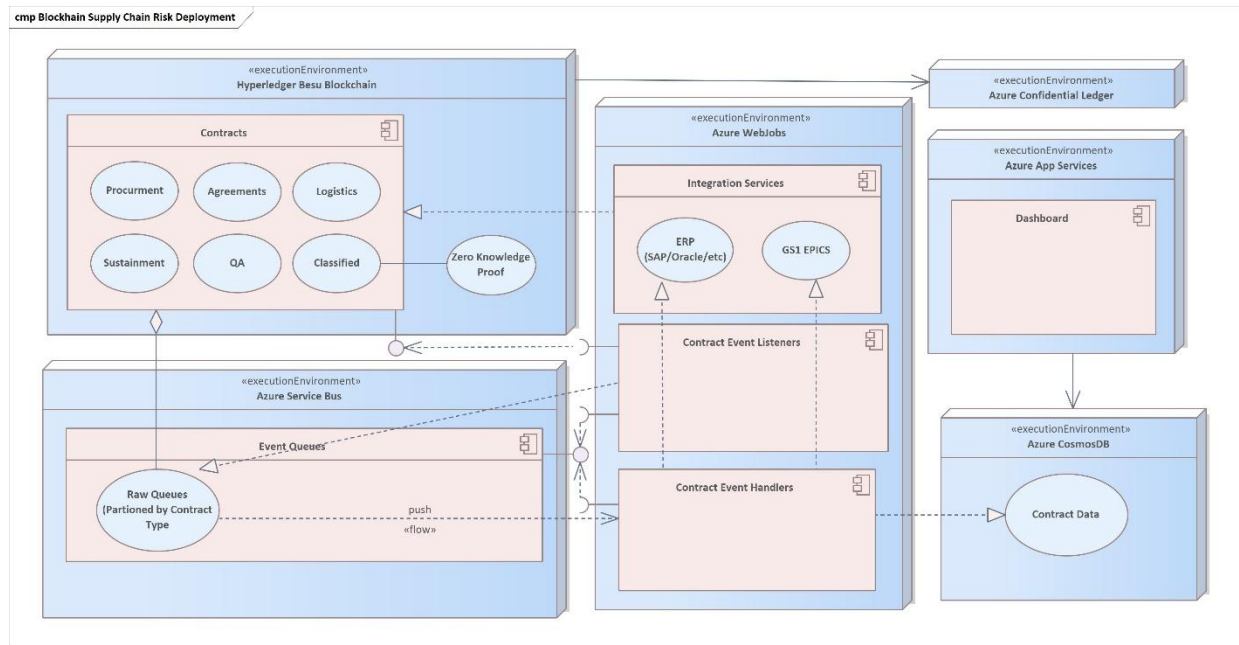 cmp Blockhain Supply Chain Risk Deployment
«executionEnvironment»
Hyperledger Besu Blockchain
Contracts
Procurment
Agreements
Logistics
Sustainment
QA
Classified
Zero Knowledge
Proof
«executionEnvironment»
Azure Service Bus
Event Queues
Raw Queues
(Partioned by Contract
Type
push
«flow»
«executionEnvironment»
Azure WebJobs
Integration Services
ERP
(SAP/Oracle/etc)
GS1 EPICS
Contract Event Listeners
Contract Event Handlers
«executionEnvironment»
Azure Confidential Ledger
«executionEnvironment»
Azure App Services
Dashboard
«executionEnvironment»
Azure CosmosDB
Contract Data